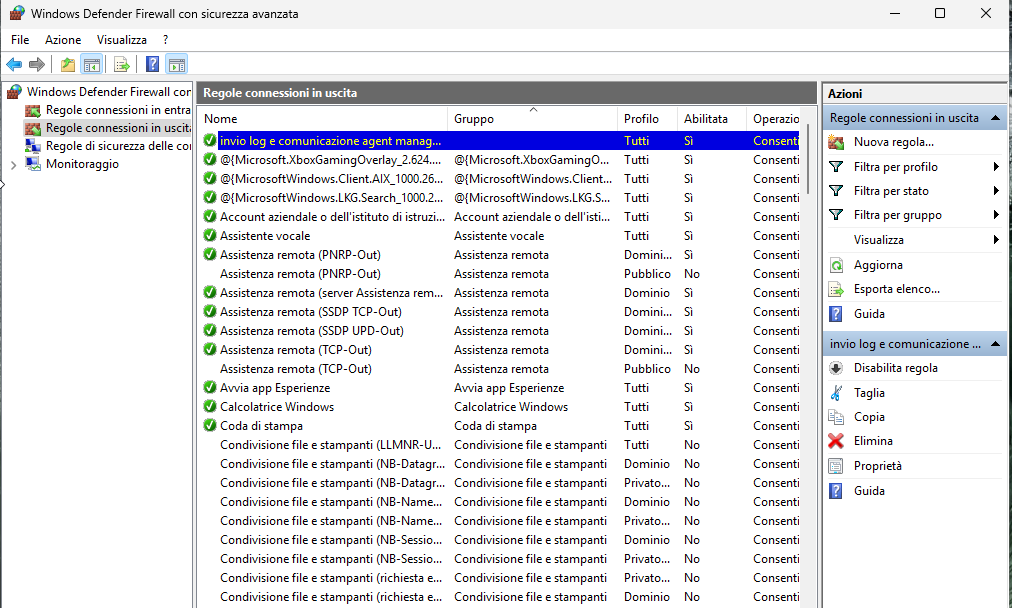 Windows Defender Firewall con sicurezza avanzata
File Azione Visualizza ?
Windows Defender Firewall con
Regole connessioni in entra
Regole connessioni in uscita
Regole di sicurezza delle con
Monitoraggio
Regole connessioni in uscita
Nome Gruppo Profilo Abilitata Operazio
invio log e comunicazione agent manag... Tutti Sì Consenti
@{Microsoft.XboxGamingOverlay_2.624.... @{Microsoft.XboxGamingO... Tutti Sì Consenti
@{MicrosoftWindows.Client.AIX_1000.26... @{MicrosoftWindows.Client... Tutti Sì Consenti
@{MicrosoftWindows.LKG.Search_1000.2... @{MicrosoftWindows.LKG.S... Tutti Sì Consenti
Account aziendale o dell'istituto di istruzi... Account aziendale o dell'isti... Tutti Sì Consenti
Assistente vocale Assistente vocale Tutti Sì Consenti
Assistenza remota (PNRP-Out) Assistenza remota Domini... Sì Consenti
Assistenza remota (PNRP-Out) Assistenza remota Pubblico No Consenti
Assistenza remota (server Assistenza rem... Assistenza remota Dominio Sì Consenti
Assistenza remota (SSDP TCP-Out) Assistenza remota Domini... Sì Consenti
Assistenza remota (SSDP UPD-Out) Assistenza remota Domini... Sì Consenti
Assistenza remota (TCP-Out) Assistenza remota Domini... Sì Consenti
Assistenza remota (TCP-Out) Assistenza remota Pubblico No Consenti
Avvia app Esperienze Avvia app Esperienze Tutti Sì Consenti
Calcolatrice Windows Calcolatrice Windows Tutti Sì Consenti
Coda di stampa Coda di stampa Tutti Sì Consenti
Condivisione file e stampanti (LLMNR-U... Condivisione file e stampanti Tutti No Consenti
Condivisione file e stampanti (NB-Datagr... Condivisione file e stampanti Dominio No Consenti
Condivisione file e stampanti (NB-Datagr... Condivisione file e stampanti Privato... No Consenti
Condivisione file e stampanti (NB-Name... Condivisione file e stampanti Dominio No Consenti
Condivisione file e stampanti (NB-Name... Condivisione file e stampanti Privato... No Consenti
Condivisione file e stampanti (NB-Sessio... Condivisione file e stampanti Dominio No Consenti
Condivisione file e stampanti (NB-Sessio... Condivisione file e stampanti Privato... No Consenti
Condivisione file e stampanti (richiesta e... Condivisione file e stampanti Privato... No Consenti
Condivisione file e stampanti (richiesta e... Condivisione file e stampanti Dominio No Consenti
Azioni
Regole connessioni in uscita
Nuova regola...
Filtra per profilo
Filtra per stato
Filtra per gruppo
Visualizza
Aggiorna
Esporta elenco...
Guida
invio log e comunicazione ...
Disabilita regola
Taglia
Copia
Elimina
Proprietà
Guida